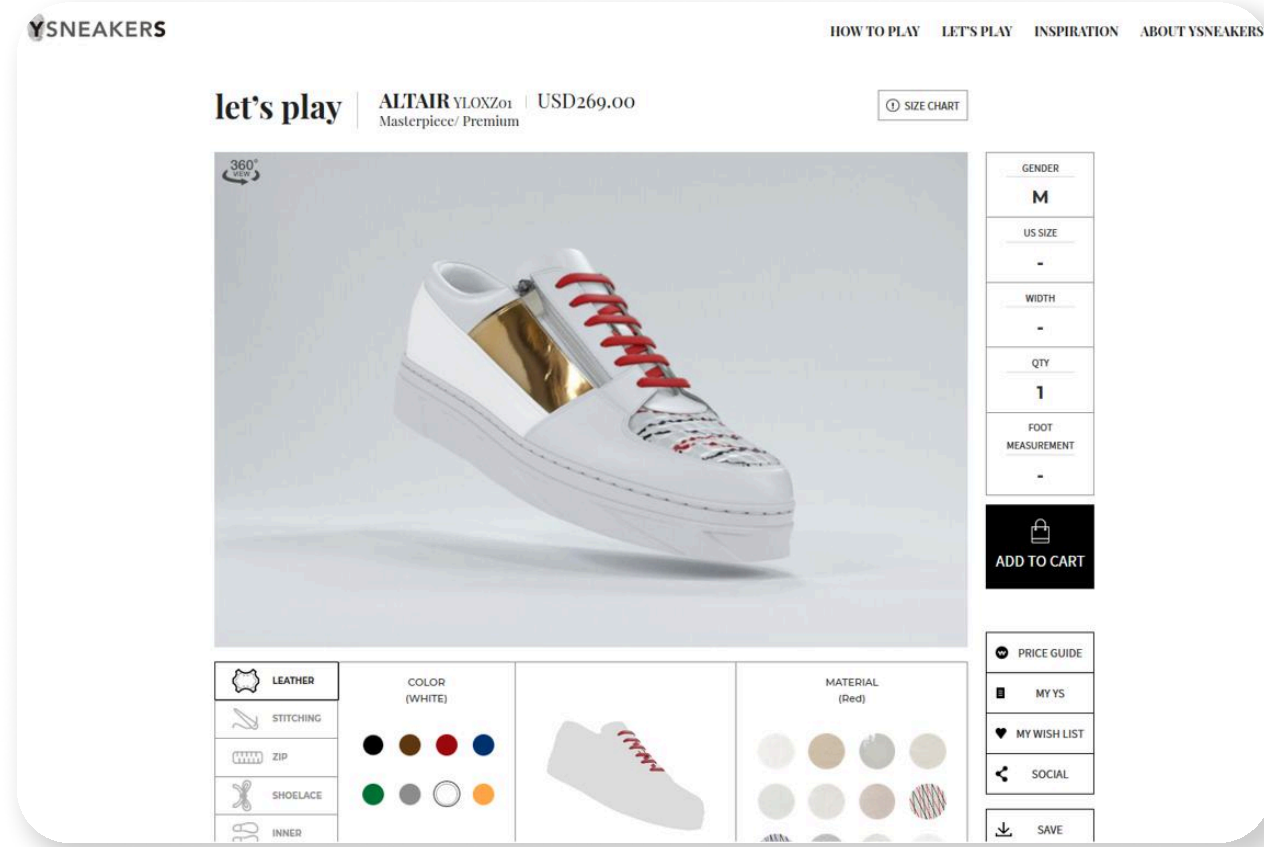 YSNEAKERS
HOW TO PLAY LET'S PLAY INSPIRATION ABOUT YSNEAKERS
let's play
ALTAIR YLOXZ01 USD269.00
Masterpiece/ Premium
SIZE CHART
360°
VIEW
GENDER
M
US SIZE
-
WIDTH
-
QTY
1
FOOT
MEASUREMENT
-
ADD TO CART
PRICE GUIDE
MY YS
MY WISH LIST
SOCIAL
SAVE
LEATHER
STITCHING
ZIP
SHOELACE
INNER
COLOR
(WHITE)
MATERIAL
(Red)